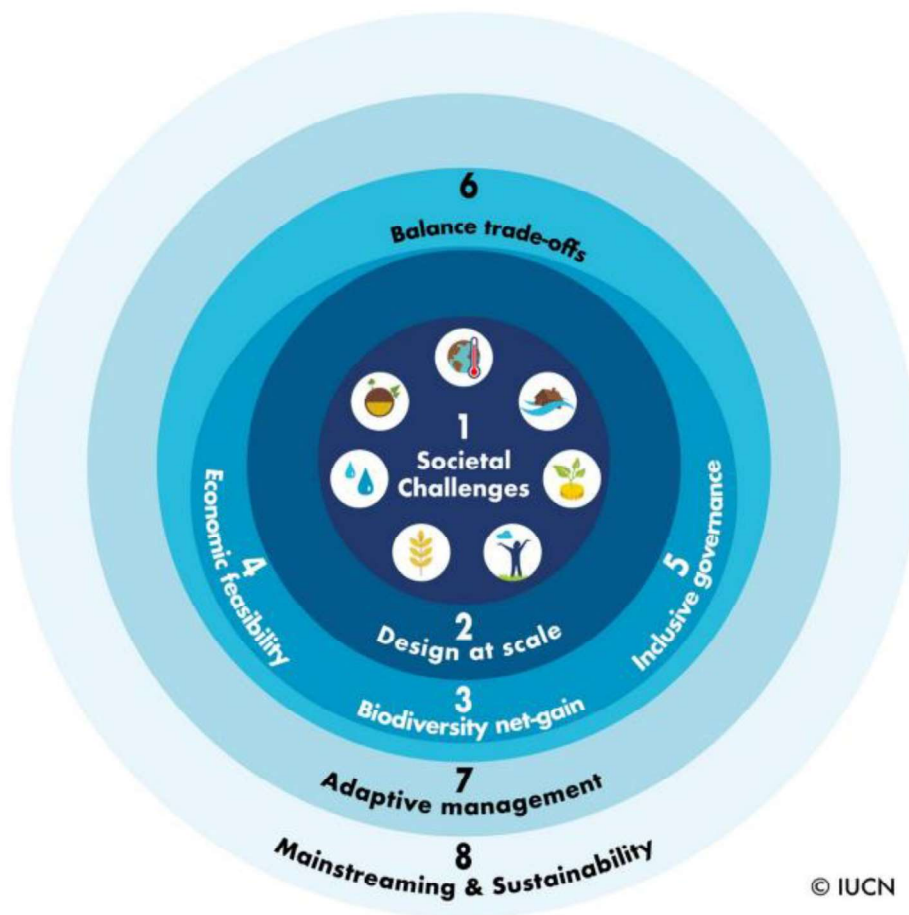 6
Balance trade-offs
1
Societal
Challenges
4
Economic feasibility
5
Inclusive governance
2
Design at scale
3
Biodiversity net-gain
7
Adaptive management
8
Mainstreaming & Sustainability
© IUCN